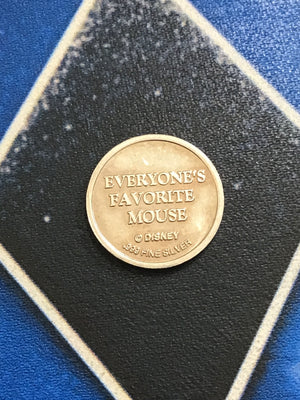 EVERYONE'S
FAVORITE
MOUSE
© DISNEY
.999 FINE SILVER